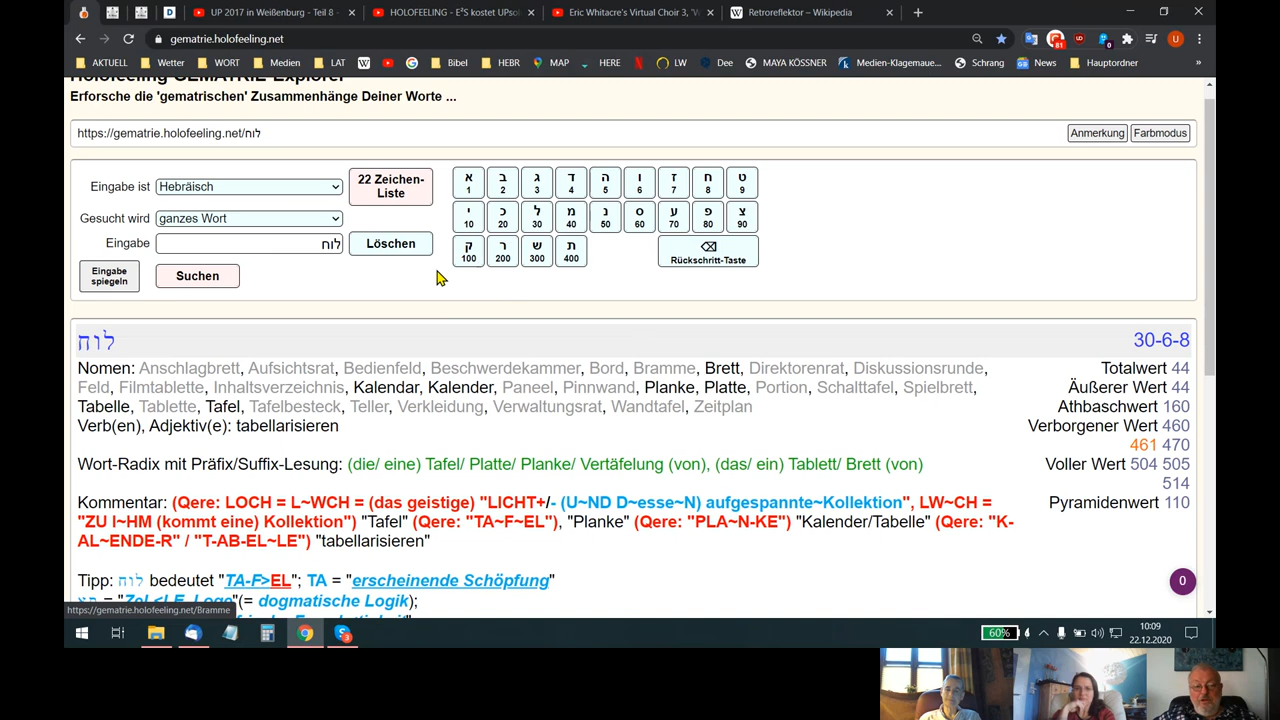 UP 2017 in Weißenburg - Teil 8 -
HOLOFEELING - E²S kostet UPsol
Eric Whitacre's Virtual Choir 3, 'W
Retroreflektor – Wikipedia
gematrie.holofeeling.net
AKTUELL Wetter WORT Medien LAT Bibel HEBR MAP HERE LW Dee MAYA KÖSSNER Medien-Klagemaue... Schrang News Hauptordner
Holofeeling GEMATRIE-Explorer
Erforsche die 'gematrischen' Zusammenhänge Deiner Worte ...
https://gematrie.holofeeling.net/לוח
Anmerkung Farbmodus
Eingabe ist Hebräisch
22 Zeichen-Liste
Gesucht wird ganzes Wort
Eingabe לוח
Löschen
Eingabe spiegeln
Suchen
א ב ג ד ה ו ז ח ט
1 2 3 4 5 6 7 8 9
י כ ל מ נ ס ע פ צ
10 20 30 40 50 60 70 80 90
ק ר ש ת
100 200 300 400
Rückschritt-Taste
לוח 30-6-8
Nomen: Anschlagbrett, Aufsichtsrat, Bedienfeld, Beschwerdekammer, Bord, Bramme, Brett, Direktorenrat, Diskussionsrunde,
Feld, Filmtablette, Inhaltsverzeichnis, Kalendar, Kalender, Paneel, Pinnwand, Planke, Platte, Portion, Schalttafel, Spielbrett,
Tabelle, Tablette, Tafel, Tafelbesteck, Teller, Verkleidung, Verwaltungsrat, Wandtafel, Zeitplan
Verb(en), Adjektiv(e): tabellarisieren
Totalwert 44
Äußerer Wert 44
Athbaschwert 160
Verborgener Wert 460
461 470
Voller Wert 504 505
514
Pyramidenwert 110
Wort-Radix mit Präfix/Suffix-Lesung: (die/ eine) Tafel/ Platte/ Planke/ Vertäfelung (von), (das/ ein) Tablett/ Brett (von)
Kommentar: (Qere: LOCH = L~WCH = (das geistige) "LICHT+/- (U~ND D~esse~N) aufgespannte~Kollektion", LW~CH =
"ZU I~HM (kommt eine) Kollektion") "Tafel" (Qere: "TA~F~EL"), "Planke" (Qere: "PLA~N-KE") "Kalender/Tabelle" (Qere: "K-
AL~ENDE-R" / "T-AB-EL~LE") "tabellarisieren"
Tipp: לוח bedeutet "TA-F>EL"; TA = "erscheinende Schöpfung"
= "ZeL<LE, Loge"(= dogmatische Logik);
https://gematrie.holofeeling.net/Bramme
0
60%
10:09
22.12.2020